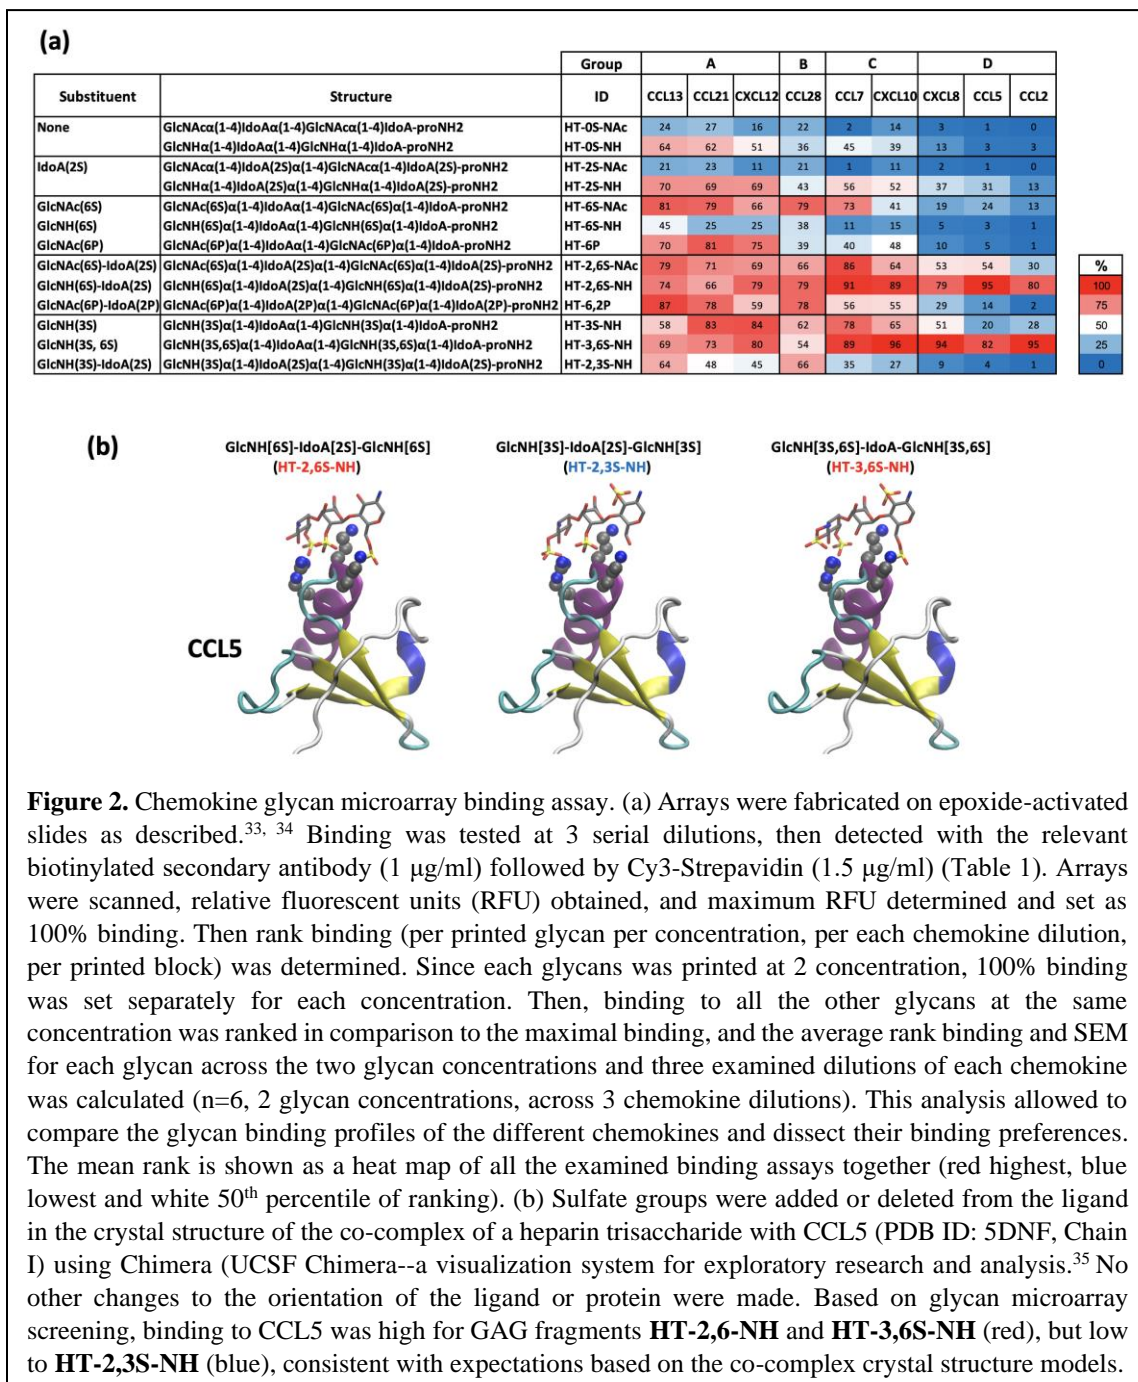 (a)
Group A B C D
Substituent Structure ID CCL13 CCL21 CXCL12 CCL28 CCL7 CXCL10 CXCL8 CCL5 CCL2
None GlcNAcα(1-4)IdoAα(1-4)GlcNAcα(1-4)IdoA-proNH2 HT-0S-NAc 24 27 16 22 2 14 3 1 0
GlcNHα(1-4)IdoAα(1-4)GlcNHα(1-4)IdoA-proNH2 HT-0S-NH 64 62 51 36 45 39 13 3 3
IdoA(2S) GlcNAcα(1-4)IdoA(2S)α(1-4)GlcNAcα(1-4)IdoA(2S)-proNH2 HT-2S-NAc 21 23 11 21 1 11 2 1 0
GlcNHα(1-4)IdoA(2S)α(1-4)GlcNHα(1-4)IdoA(2S)-proNH2 HT-2S-NH 70 69 69 43 56 52 37 31 13
GlcNAc(6S) GlcNAc(6S)α(1-4)IdoAα(1-4)GlcNAc(6S)α(1-4)IdoA-proNH2 HT-6S-NAc 81 79 66 79 73 41 19 24 13
GlcNH(6S) GlcNH(6S)α(1-4)IdoAα(1-4)GlcNH(6S)α(1-4)IdoA-proNH2 HT-6S-NH 45 25 25 38 11 15 5 3 1
GlcNAc(6P) GlcNAc(6P)α(1-4)IdoAα(1-4)GlcNAc(6P)α(1-4)IdoA-proNH2 HT-6P 70 81 75 39 40 48 10 5 1
GlcNAc(6S)-IdoA(2S) GlcNAc(6S)α(1-4)IdoA(2S)α(1-4)GlcNAc(6S)α(1-4)IdoA(2S)-proNH2 HT-2,6S-NAc 79 71 69 66 86 64 53 54 30
GlcNH(6S)-IdoA(2S) GlcNH(6S)α(1-4)IdoA(2S)α(1-4)GlcNH(6S)α(1-4)IdoA(2S)-proNH2 HT-2,6S-NH 74 66 79 79 91 89 79 95 80
GlcNAc(6P)-IdoA(2P) GlcNAc(6P)α(1-4)IdoA(2P)α(1-4)GlcNAc(6P)α(1-4)IdoA(2P)-proNH2 HT-6,2P 87 78 59 78 56 55 29 14 2
GlcNH(3S) GlcNH(3S)α(1-4)IdoAα(1-4)GlcNH(3S)α(1-4)IdoA-proNH2 HT-3S-NH 58 83 84 62 78 65 51 20 28
GlcNH(3S, 6S) GlcNH(3S,6S)α(1-4)IdoAα(1-4)GlcNH(3S,6S)α(1-4)IdoA-proNH2 HT-3,6S-NH 69 73 80 54 89 96 94 82 95
GlcNH(3S)-IdoA(2S) GlcNH(3S)α(1-4)IdoA(2S)α(1-4)GlcNH(3S)α(1-4)IdoA(2S)-proNH2 HT-2,3S-NH 64 48 45 66 35 27 9 4 1
%
100
75
50
25
0
(b)
GlcNH[6S]-IdoA[2S]-GlcNH[6S] GlcNH[3S]-IdoA[2S]-GlcNH[3S] GlcNH[3S,6S]-IdoA-GlcNH[3S,6S]
(HT-2,6S-NH) (HT-2,3S-NH) (HT-3,6S-NH)
CCL5
Figure 2. Chemokine glycan microarray binding assay. (a) Arrays were fabricated on epoxide-activated
slides as described.33, 34 Binding was tested at 3 serial dilutions, then detected with the relevant
biotinylated secondary antibody (1 μg/ml) followed by Cy3-Strepavidin (1.5 μg/ml) (Table 1). Arrays
were scanned, relative fluorescent units (RFU) obtained, and maximum RFU determined and set as
100% binding. Then rank binding (per printed glycan per concentration, per each chemokine dilution,
per printed block) was determined. Since each glycans was printed at 2 concentration, 100% binding
was set separately for each concentration. Then, binding to all the other glycans at the same
concentration was ranked in comparison to the maximal binding, and the average rank binding and SEM
for each glycan across the two glycan concentrations and three examined dilutions of each chemokine
was calculated (n=6, 2 glycan concentrations, across 3 chemokine dilutions). This analysis allowed to
compare the glycan binding profiles of the different chemokines and dissect their binding preferences.
The mean rank is shown as a heat map of all the examined binding assays together (red highest, blue
lowest and white 50th percentile of ranking). (b) Sulfate groups were added or deleted from the ligand
in the crystal structure of the co-complex of a heparin trisaccharide with CCL5 (PDB ID: 5DNF, Chain
I) using Chimera (UCSF Chimera--a visualization system for exploratory research and analysis.35 No
other changes to the orientation of the ligand or protein were made. Based on glycan microarray
screening, binding to CCL5 was high for GAG fragments HT-2,6-NH and HT-3,6S-NH (red), but low
to HT-2,3S-NH (blue), consistent with expectations based on the co-complex crystal structure models.